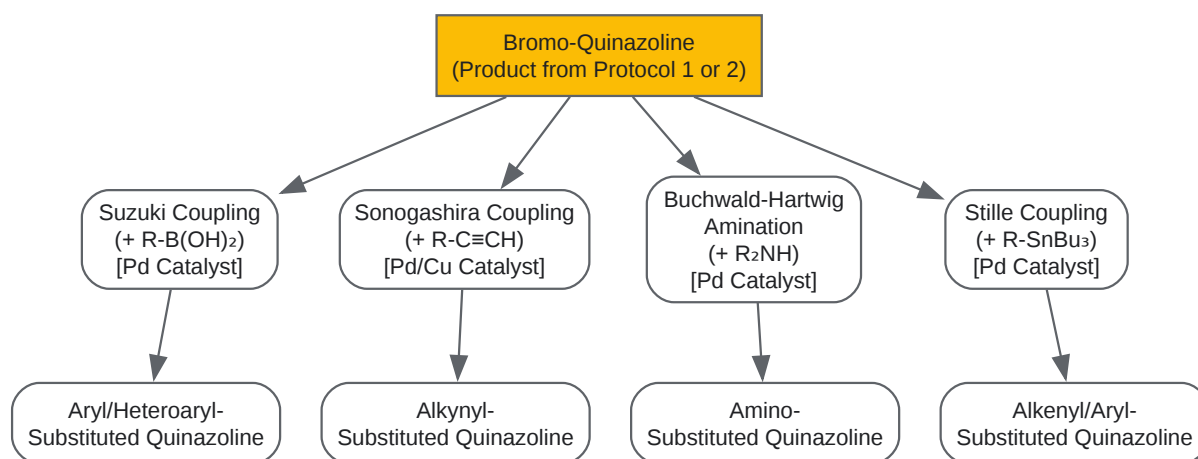 Bromo-Quinazoline
(Product from Protocol 1 or 2)
Suzuki Coupling
(+ R-B(OH)₂)
[Pd Catalyst]
Sonogashira Coupling
(+ R-C≡CH)
[Pd/Cu Catalyst]
Buchwald-Hartwig
Amination
(+ R₂NH)
[Pd Catalyst]
Stille Coupling
(+ R-SnBu₃)
[Pd Catalyst]
Aryl/Heteroaryl-
Substituted Quinazoline
Alkynyl-
Substituted Quinazoline
Amino-
Substituted Quinazoline
Alkenyl/Aryl-
Substituted Quinazoline